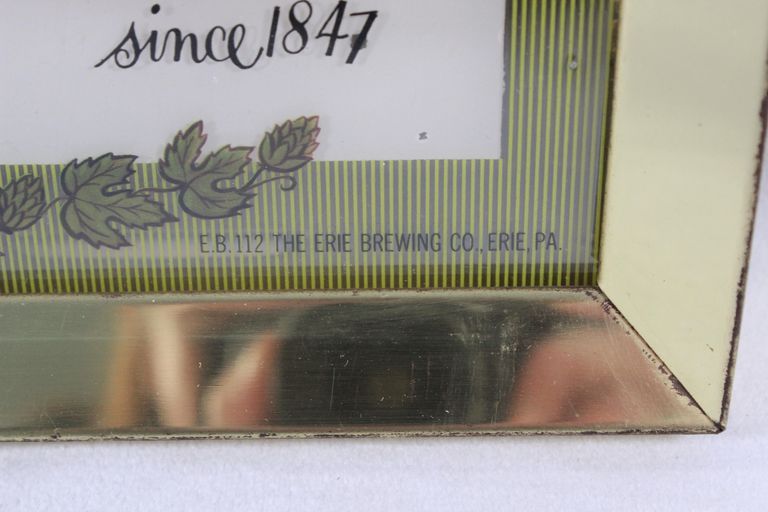 since 1847
E.B.112 THE ERIE BREWING CO., ERIE, PA.